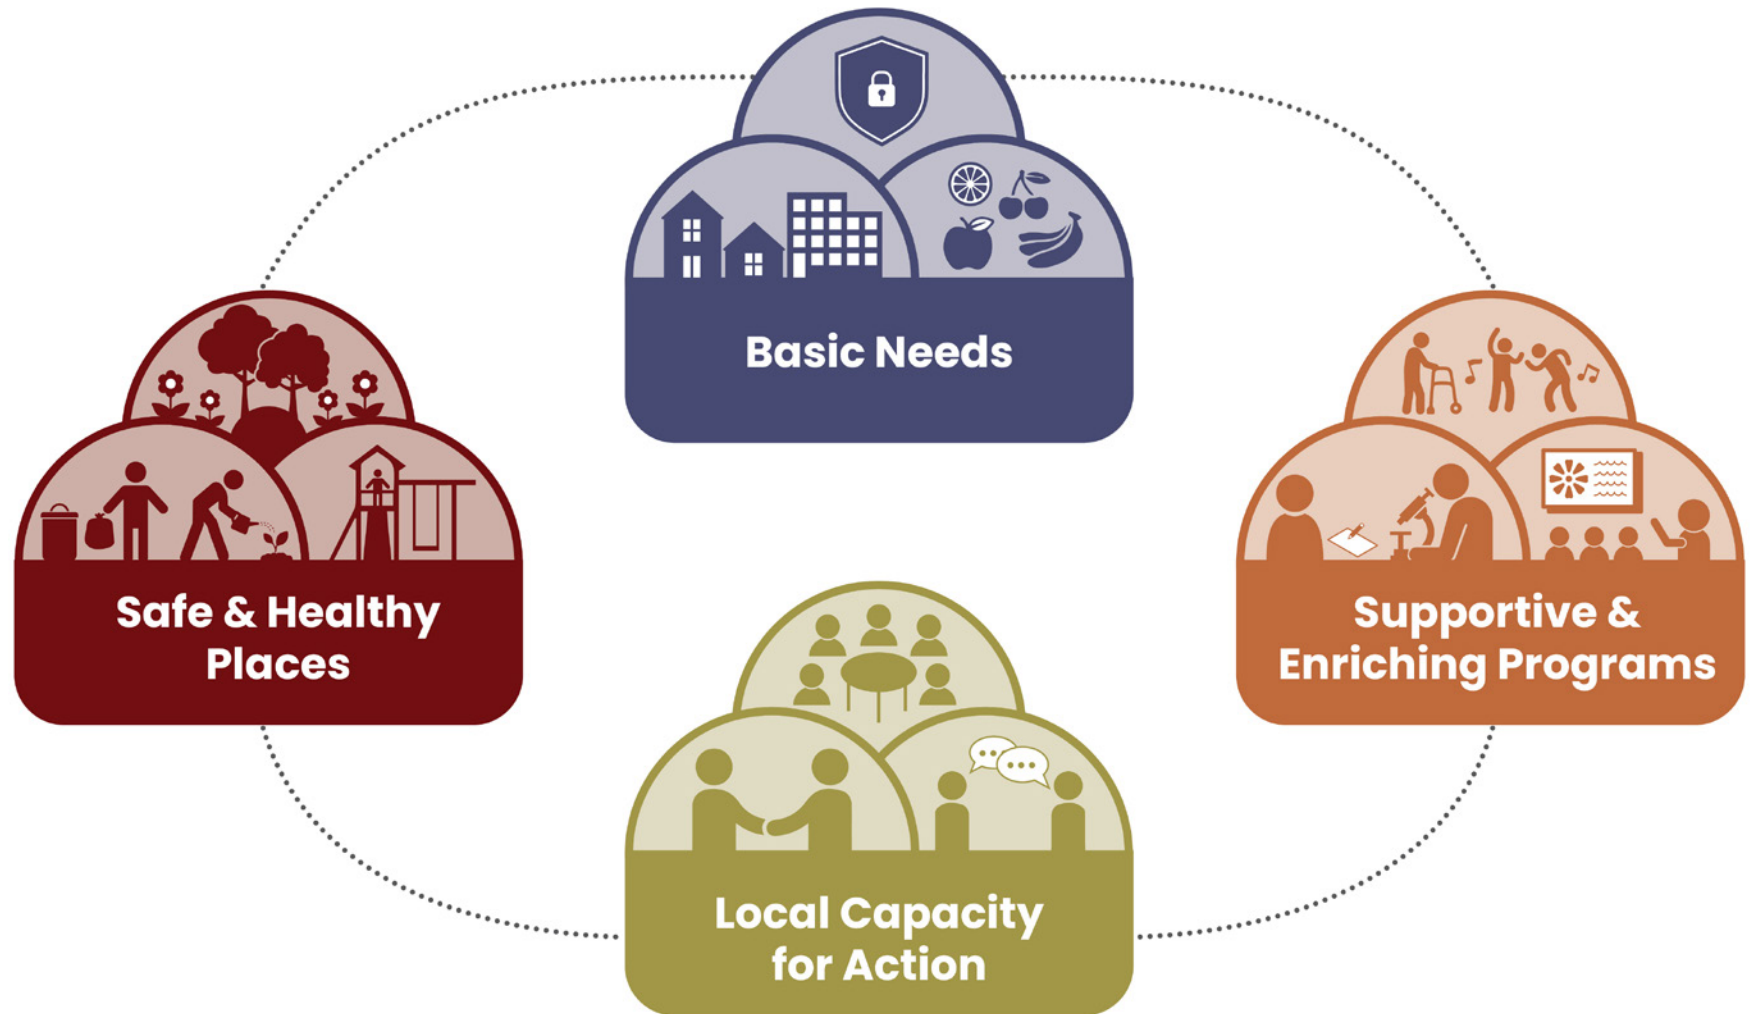 Basic Needs
Safe & Healthy
Places
Supportive &
Enriching Programs
Local Capacity
for Action